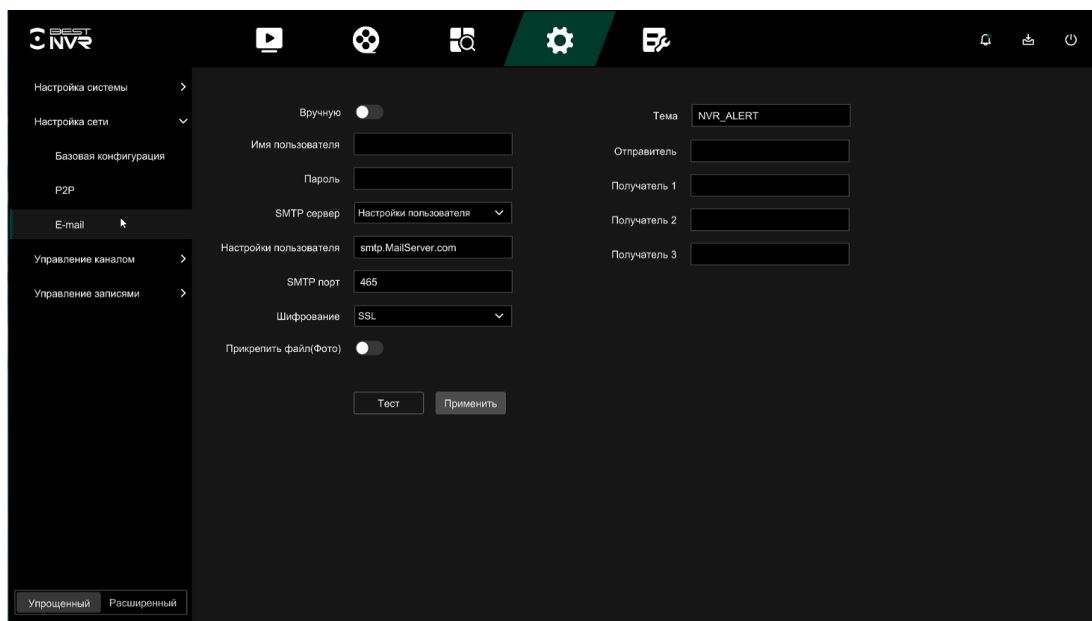 BEST
NVR
Настройка системы
Настройка сети
Базовая конфигурация
P2P
E-mail
Управление каналом
Управление записями
Упрощенный Расширенный
Вручную
Имя пользователя
Пароль
SMTP сервер Настройки пользователя
Настройки пользователя smtp.MailServer.com
SMTP порт 465
Шифрование SSL
Прикрепить файл(Фото)
Тест Применить
Тема NVR_ALERT
Отправитель
Получатель 1
Получатель 2
Получатель 3